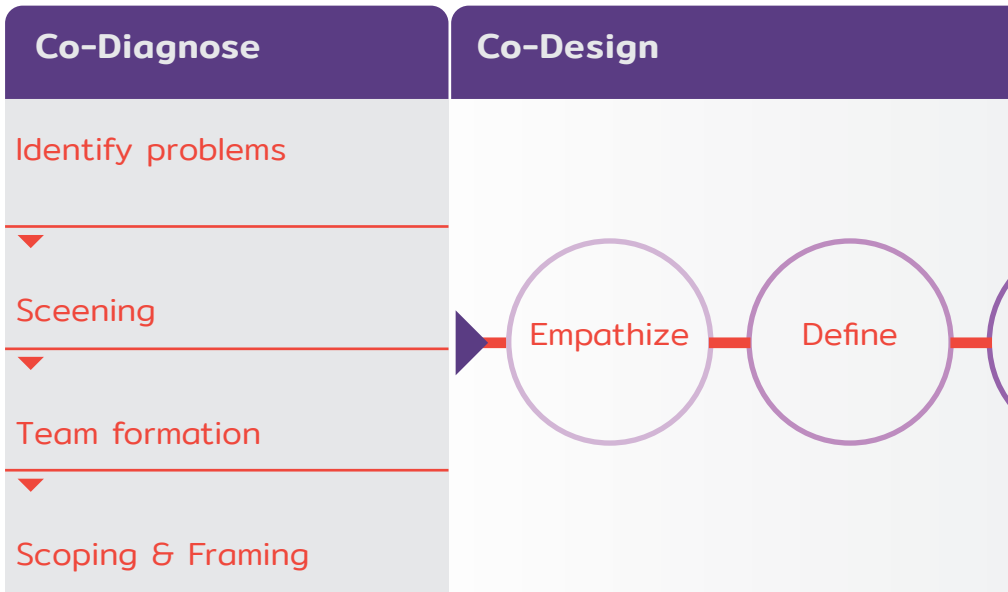 Co-Diagnose
Co-Design
Identify problems
Sceening
Team formation
Scoping & Framing
Empathize
Define